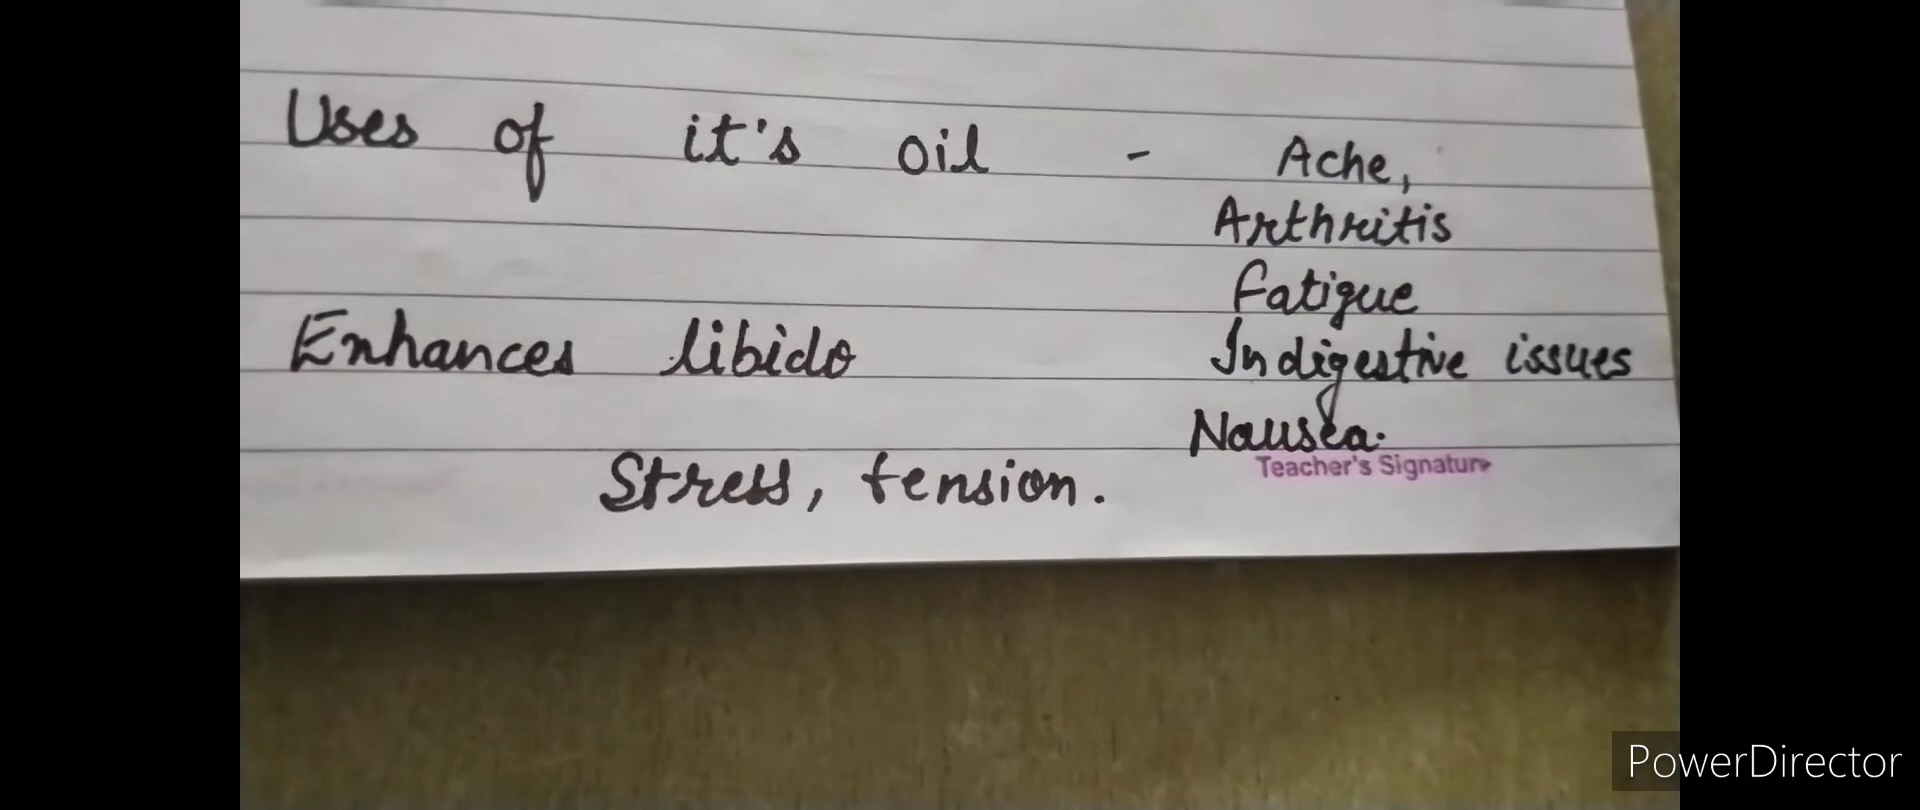 Uses of it's oil - Ache,
Arthritis
fatigue
Enhances libido
Indigestive issues
Nausea.
Teacher's Signature
Stress, tension.
PowerDirector